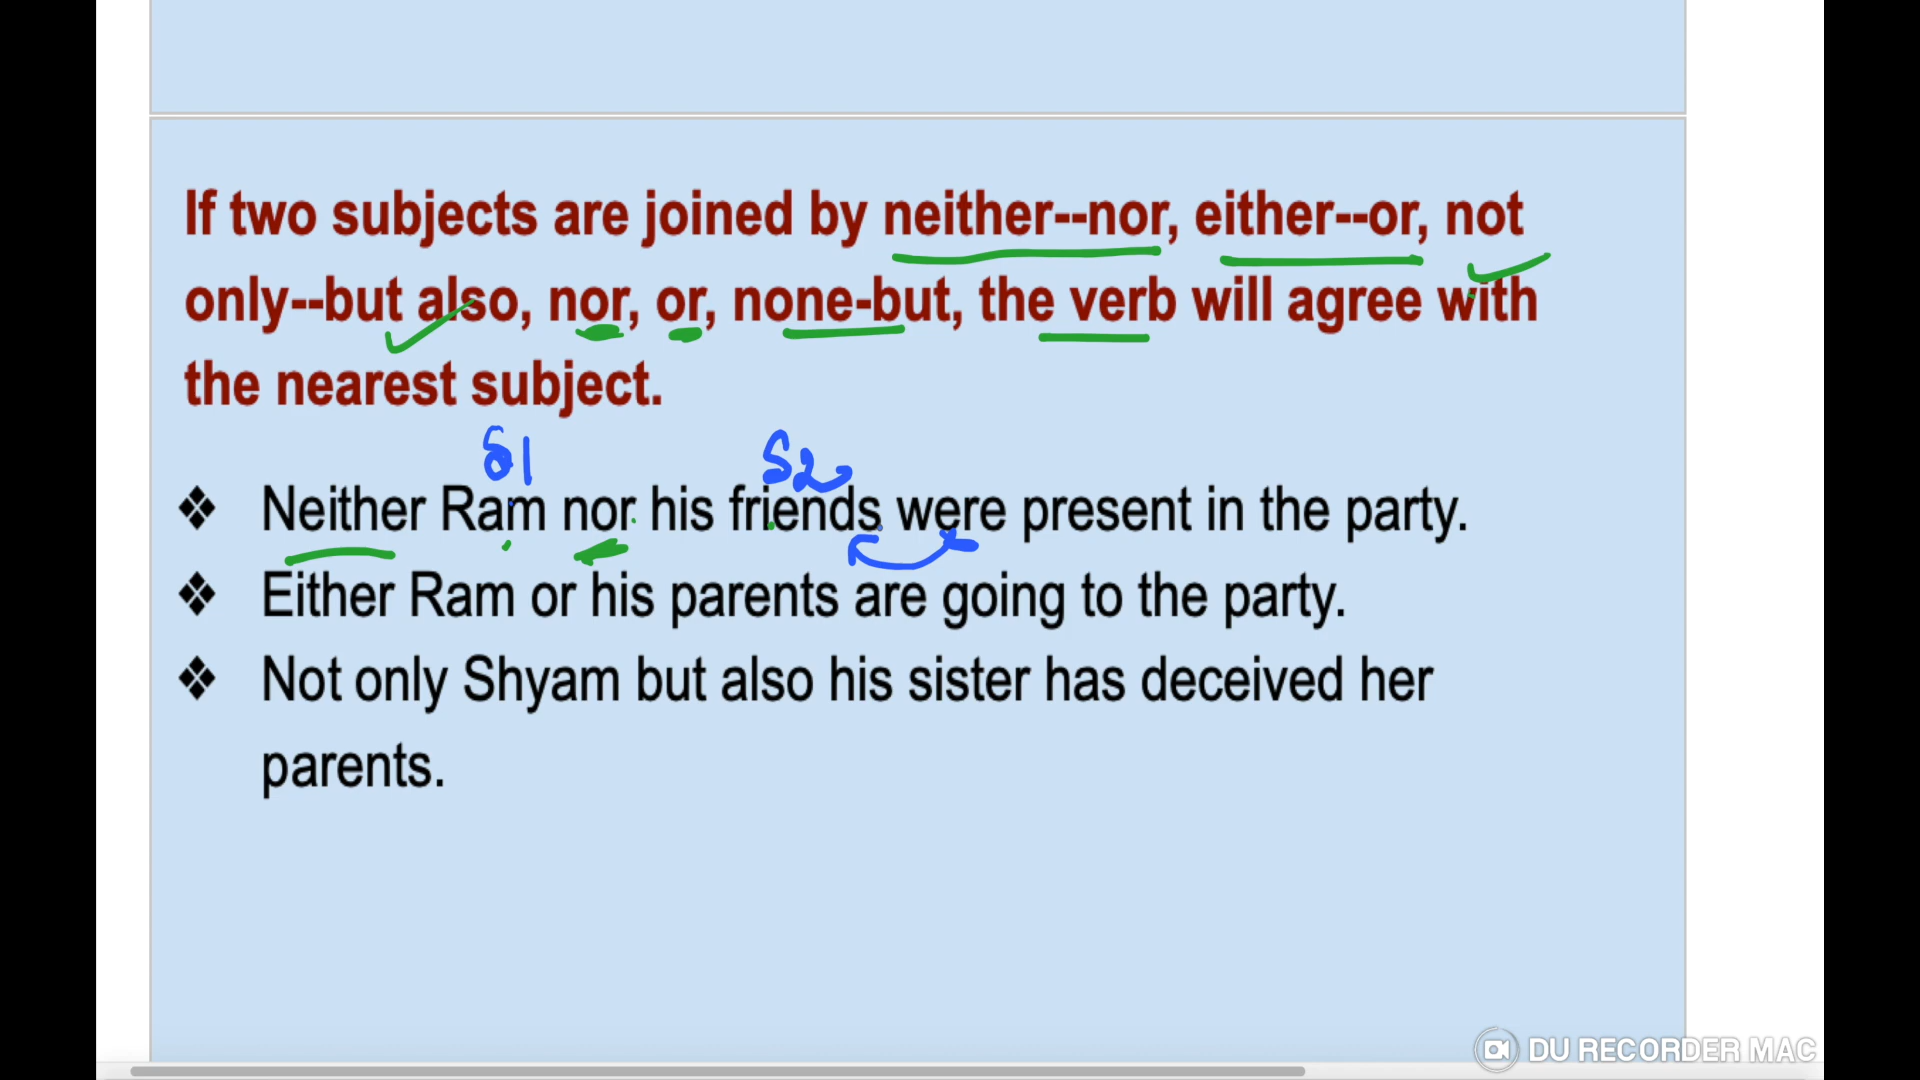 If two subjects are joined by neither--nor, either--or, not
only--but also, nor, or, none-but, the verb will agree with
the nearest subject.
S1 S2
❖ Neither Ram nor his friends were present in the party.
❖ Either Ram or his parents are going to the party.
❖ Not only Shyam but also his sister has deceived her
parents.
DU RECORDER MAC